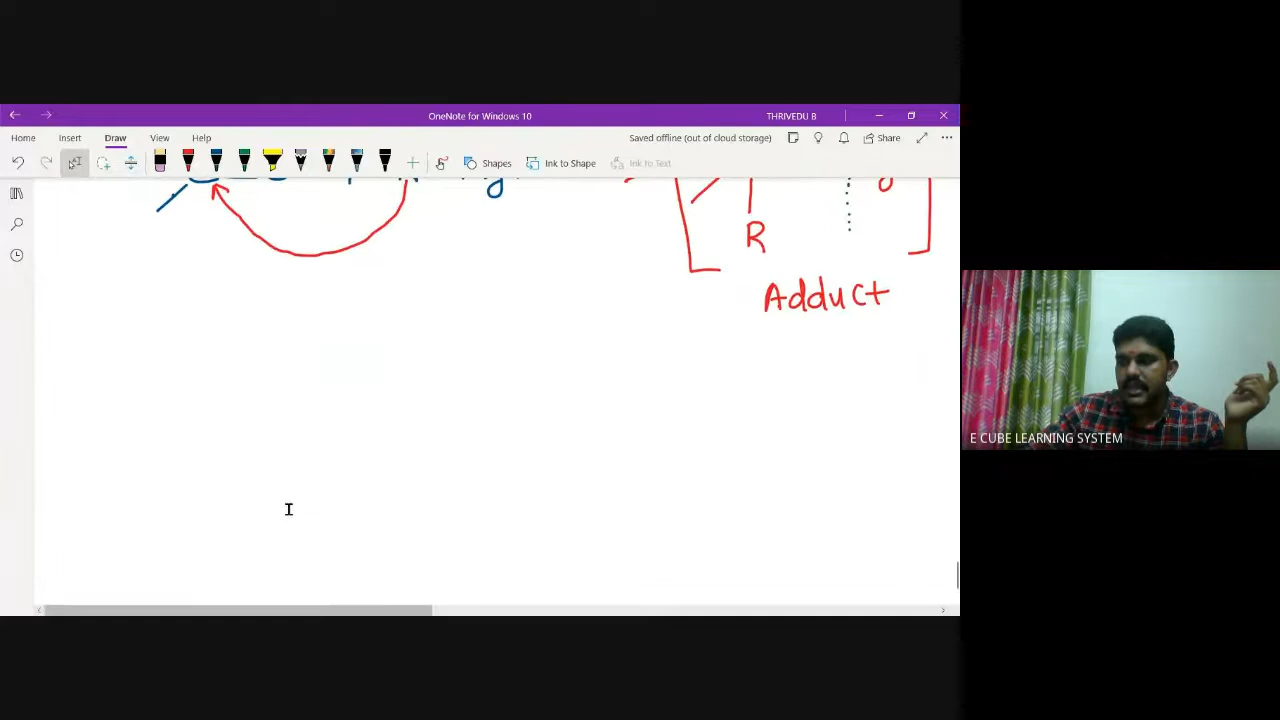 OneNote for Windows 10
THRIVEDU B
Home Insert Draw View Help
Saved offline (out of cloud storage)
Share
Shapes
Ink to Shape
Ink to Text
R
Adduct
E CUBE LEARNING SYSTEM